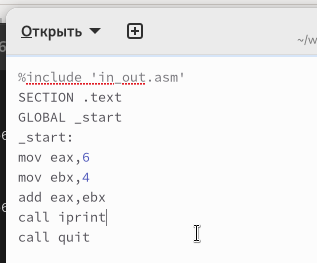 Открыть
~/w
%include 'in_out.asm'
SECTION .text
GLOBAL _start
_start:
mov eax,6
mov ebx,4
add eax,ebx
call iprint
call quit